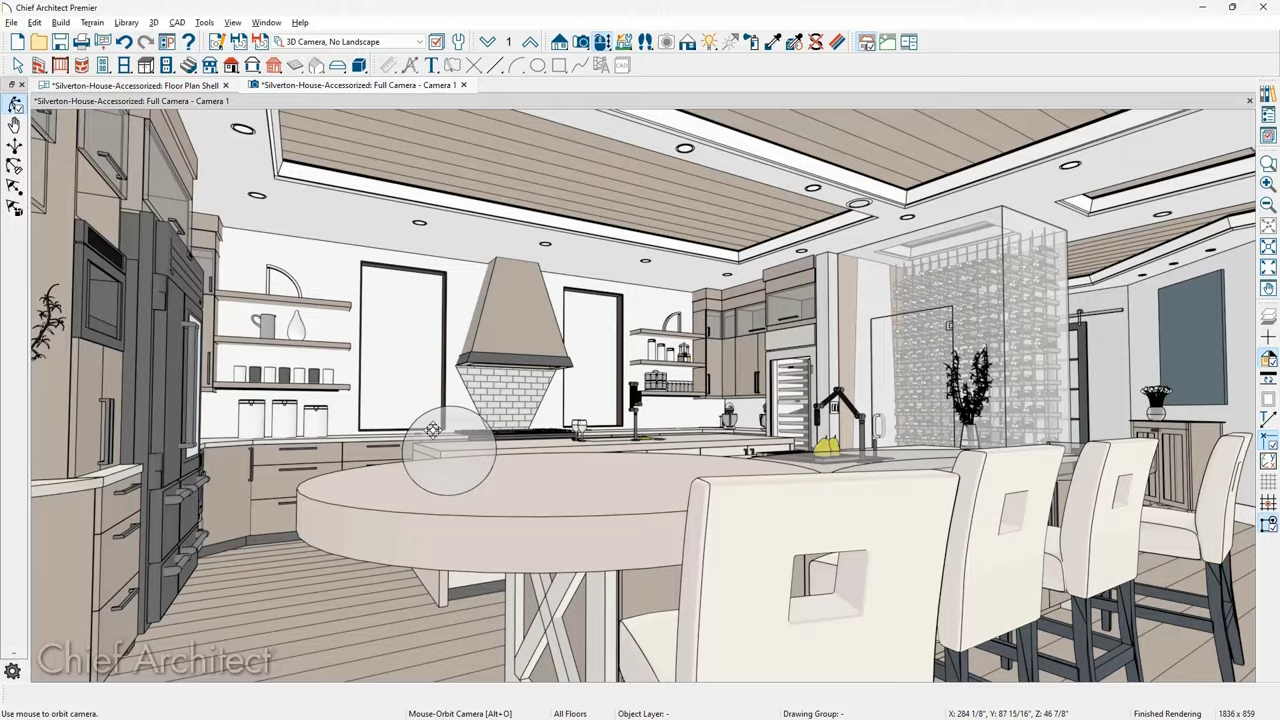 Chief Architect Premier
File Edit Build Terrain Library 3D CAD Tools View Window Help
3D Camera, No Landscape
1
*Silverton-House-Accessorized: Floor Plan Shell
*Silverton-House-Accessorized: Full Camera - Camera 1
*Silverton-House-Accessorized: Full Camera - Camera 1
Chief Architect
Use mouse to orbit camera.
Mouse-Orbit Camera [Alt+O]
All Floors
Object Layer: -
Drawing Group: -
X: 284 1/8", Y: 87 15/16", Z: 46 7/8"
Finished Rendering
1836 x 859